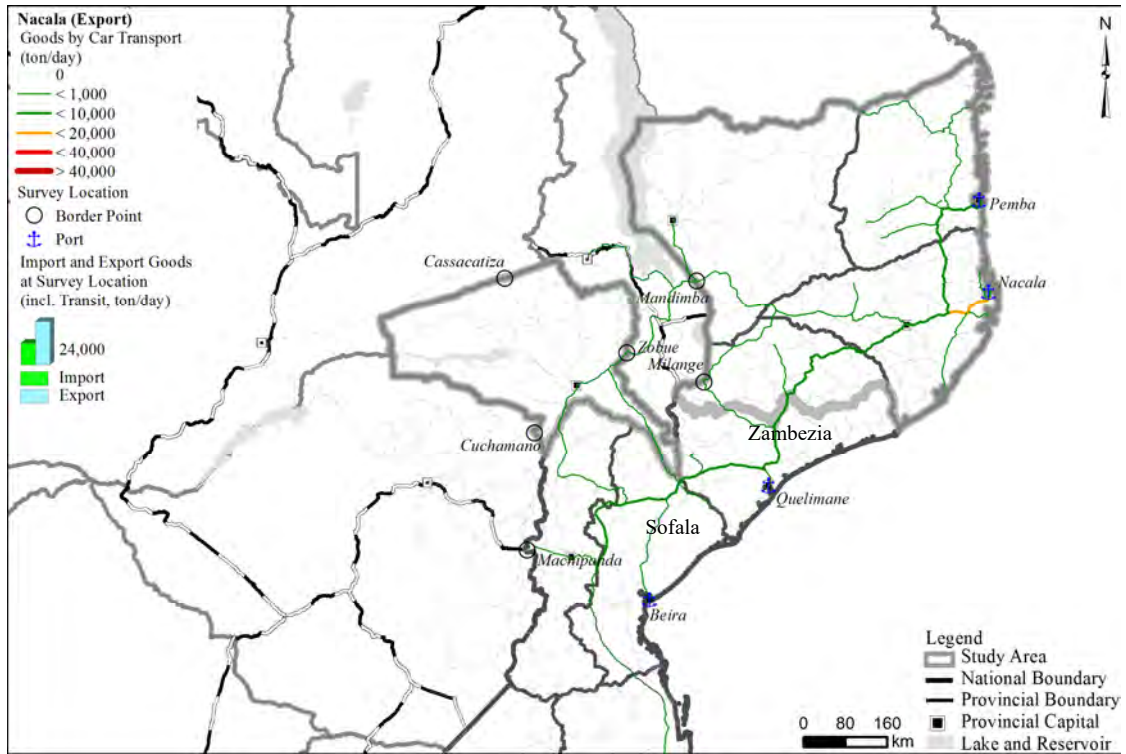 Nacala (Export)
Goods by Car Transport
(ton/day)
0
< 1,000
< 10,000
< 20,000
< 40,000
> 40,000
Survey Location
Border Point
Port
Import and Export Goods
at Survey Location
(incl. Transit, ton/day)
24,000
Import
Export
N
Pemba
Cassacatiza
Mandimba
Nacala
Zobue
Milange
Cuchamano
Zambezia
Quelimane
Sofala
Machipanda
Beira
Legend
Study Area
National Boundary
Provincial Boundary
Provincial Capital
Lake and Reservoir
0 80 160
km